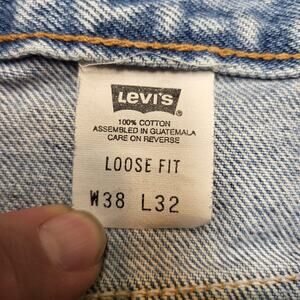 LEVI'S ®
100% COTTON
ASSEMBLED IN GUATEMALA
CARE ON REVERSE
LOOSE FIT
W38 L32